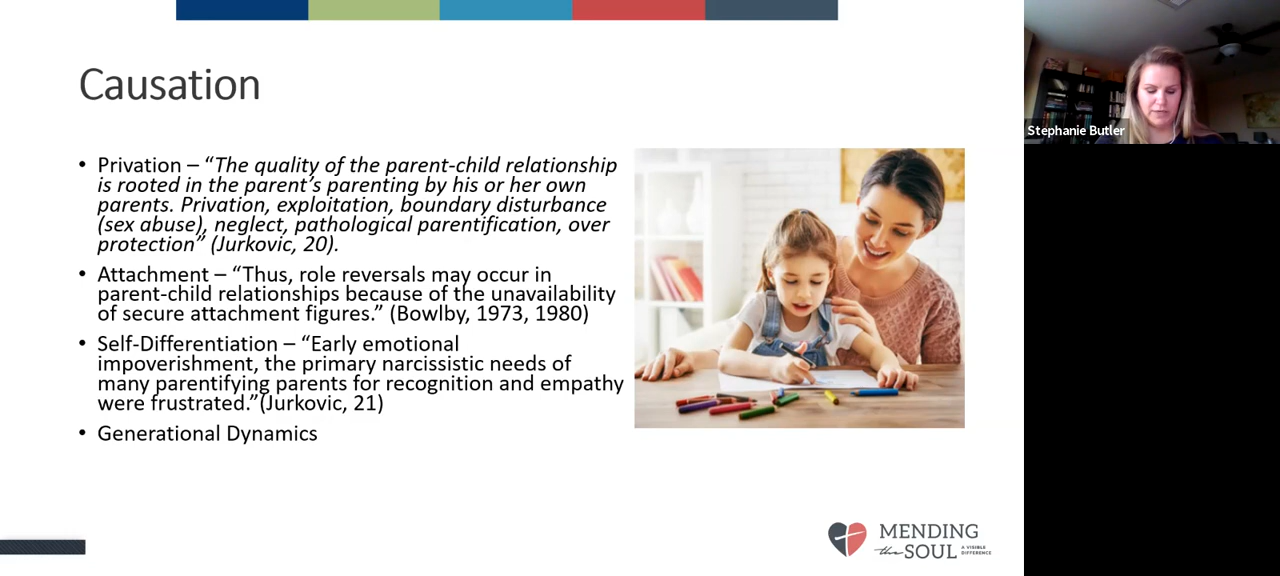 Causation
Stephanie Butler
• Privation – “The quality of the parent-child relationship
is rooted in the parent’s parenting by his or her own
parents. Privation, exploitation, boundary disturbance
(sex abuse), neglect, pathological parentification, over
protection” (Jurkovic, 20).
• Attachment – “Thus, role reversals may occur in
parent-child relationships because of the unavailability
of secure attachment figures.” (Bowlby, 1973, 1980)
• Self-Differentiation – “Early emotional
impoverishment, the primary narcissistic needs of
many parentifying parents for recognition and empathy
were frustrated.”(Jurkovic, 21)
• Generational Dynamics
MENDING
the SOUL A VISIBLE
DIFFERENCE